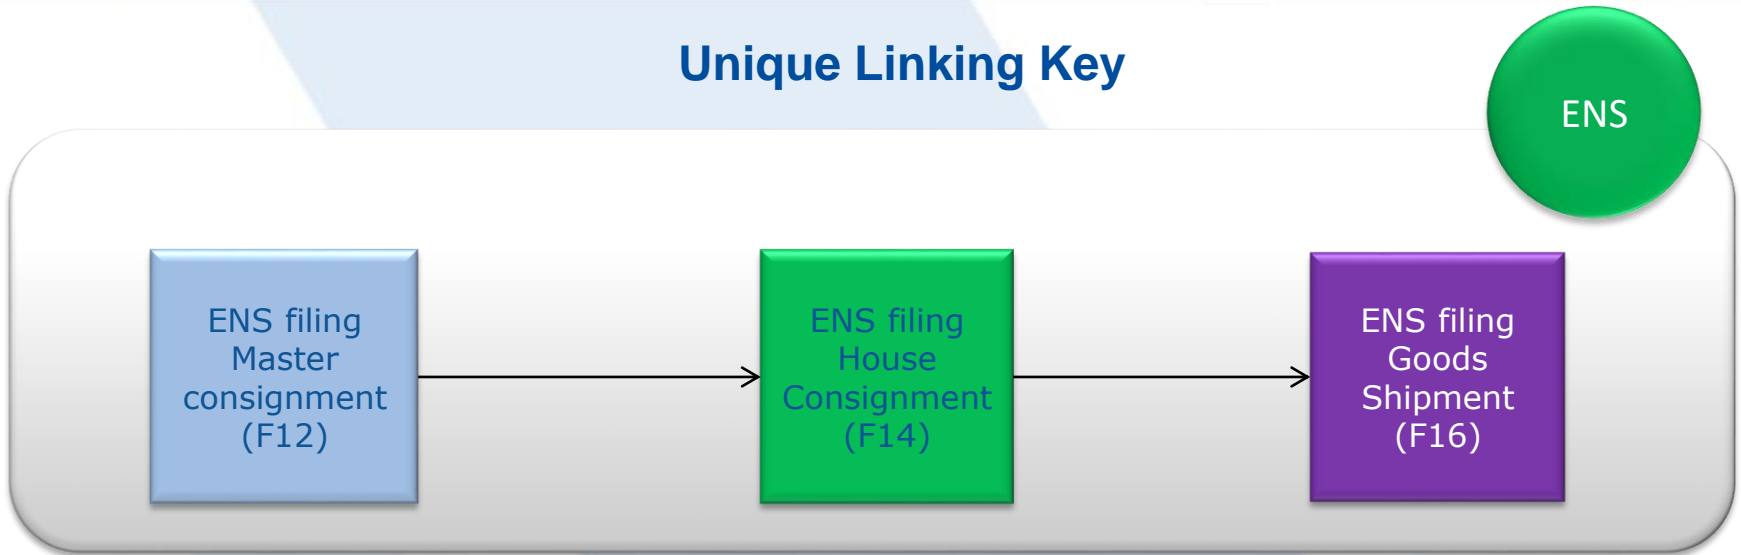 Unique Linking Key
ENS
ENS filing
Master
consignment
(F12)
ENS filing
House
Consignment
(F14)
ENS filing
Goods
Shipment
(F16)